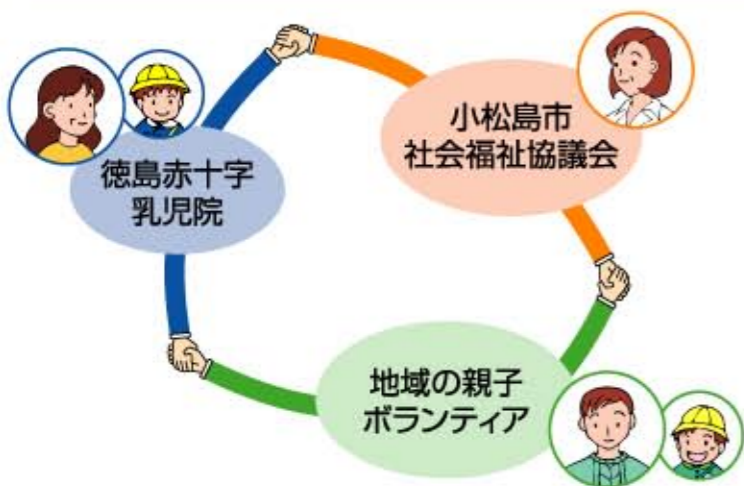 徳島赤十字
乳児院
小松島市
社会福祉協議会
地域の親子
ボランティア